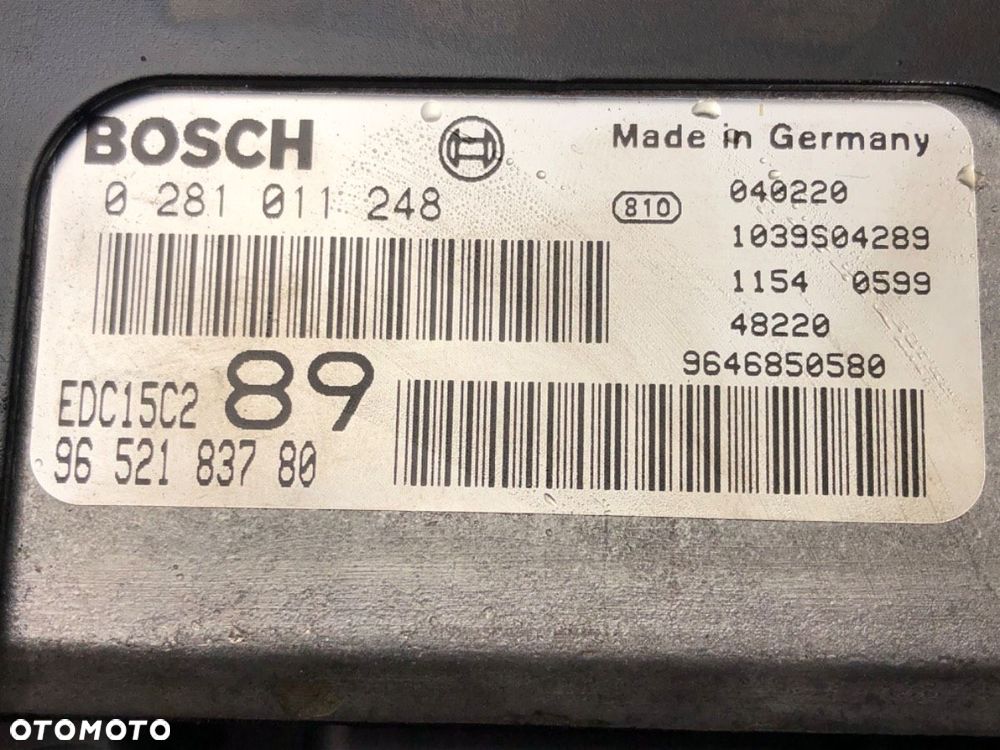 BOSCH
Made in Germany
0 281 011 248
810
040220
1039S04289
1154 0599
48220
9646850580
EDC15C2 89
96 521 837 80
OTOMOTO